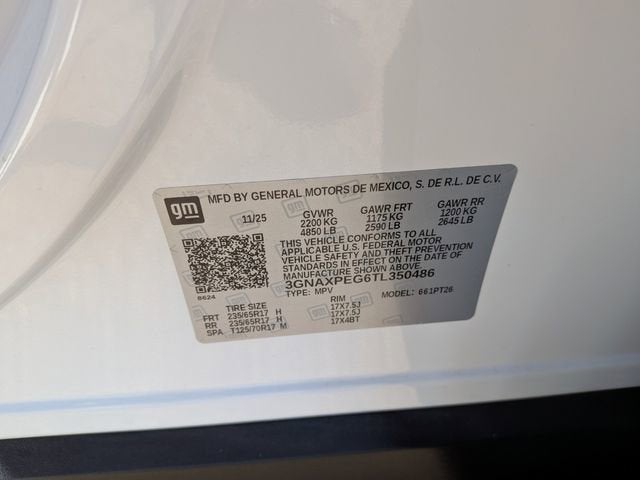 gm
MFD BY GENERAL MOTORS DE MEXICO, S. DE R.L. DE C.V.
11/25 GVWR GAWR FRT GAWR RR
2200 KG 1175 KG 1200 KG
4850 LB 2590 LB 2645 LB
THIS VEHICLE CONFORMS TO ALL
APPLICABLE U.S. FEDERAL MOTOR
VEHICLE SAFETY AND THEFT PREVENTION
STANDARDS IN EFFECT ON THE DATE OF
MANUFACTURE SHOWN ABOVE.
3GNAXPEG6TL350486
8624 TYPE: MPV MODEL: 661PT26
TIRE SIZE RIM
FRT 235/65R17 H 17X7.5J
RR 235/65R17 H 17X7.5J
SPA T125/70R17 M 17X4BT